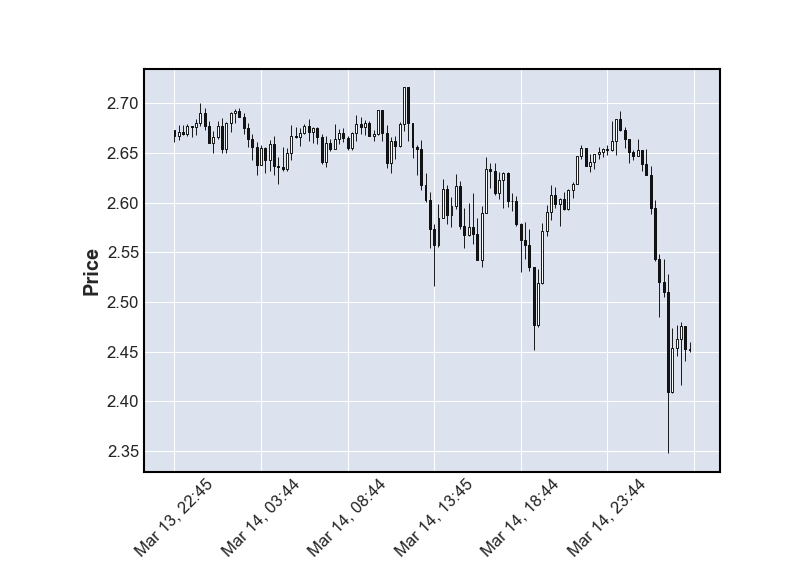 Price
2.70
2.65
2.60
2.55
2.50
2.45
2.40
2.35
Mar 13, 22:45
Mar 14, 03:44
Mar 14, 08:44
Mar 14, 13:45
Mar 14, 18:44
Mar 14, 23:44